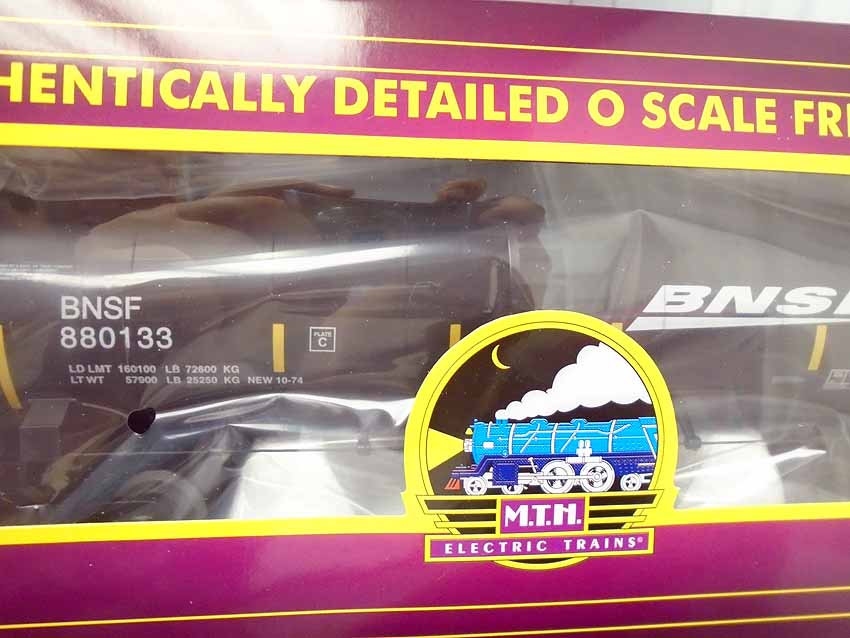 HENTICALLY DETAILED O SCALE FRE
BNSF
880133
PLATE
C
LD LMT 160100 LB 72600 KG
LT WT 57900 LB 25250 KG NEW 10-74
BNSF
M.T.H.
ELECTRIC TRAINS®